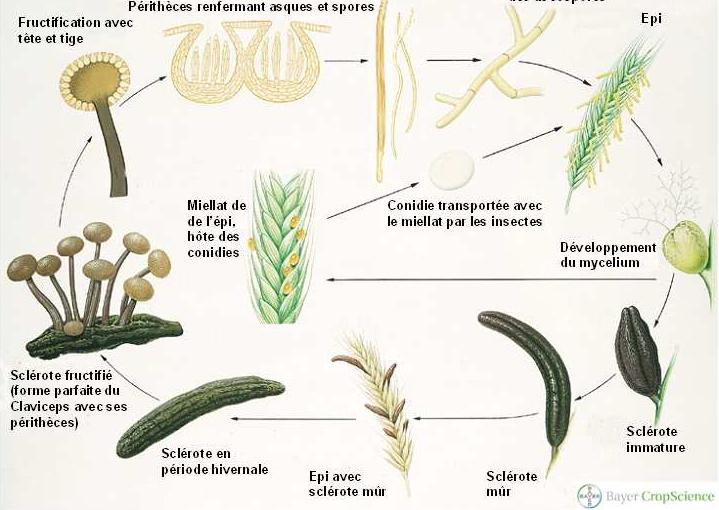 Périthèces renfermant asques et spores
Fructification avec
tête et tige
Epi
Miellat de
de l'épi,
hôte des
conidies
Conidie transportée avec
le miellat par les insectes
Développement
du mycelium
Sclérote fructifié
(forme parfaite du
Claviceps avec ses
périthèces)
Sclérote en
période hivernale
Epi avec
sclérote mûr
Sclérote
mûr
Sclérote
immature
BAYER
Bayer CropScience